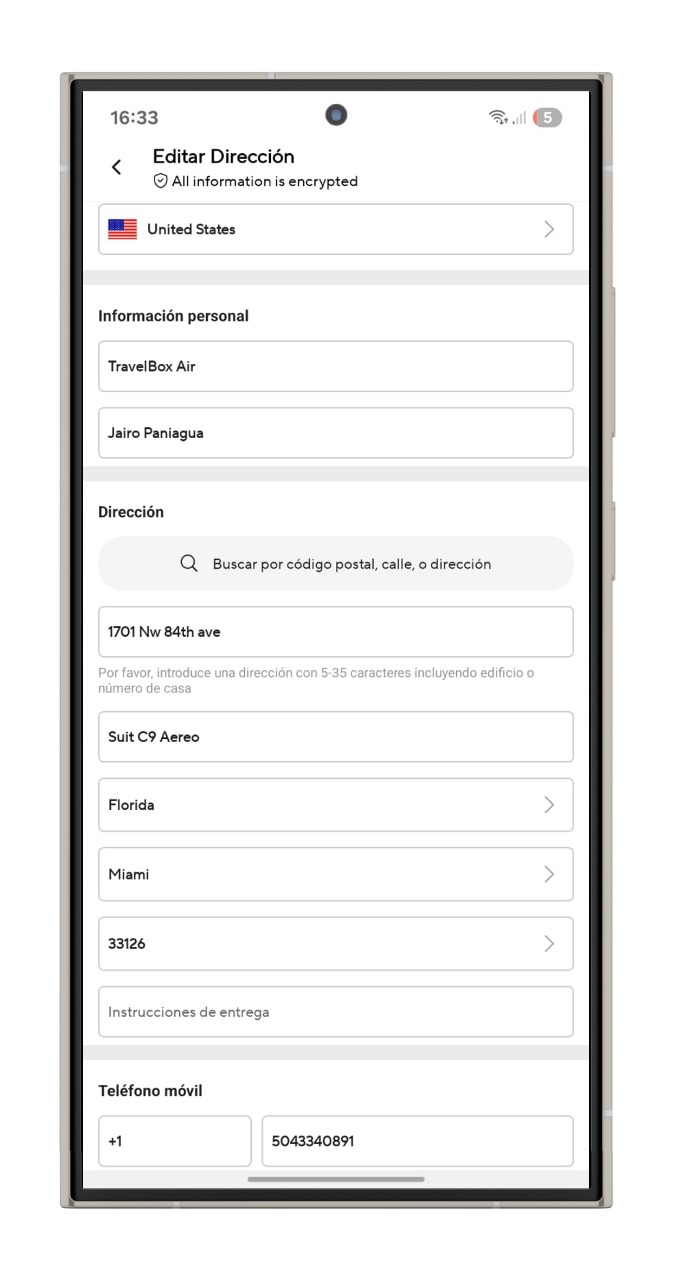 16:33
5
Editar Dirección
All information is encrypted
United States
Información personal
TravelBox Air
Jairo Paniagua
Dirección
Buscar por código postal, calle, o dirección
1701 Nw 84th ave
Por favor, introduce una dirección con 5-35 caracteres incluyendo edificio o
número de casa
Suit C9 Aereo
Florida
Miami
33126
Instrucciones de entrega
Teléfono móvil
+1
5043340891